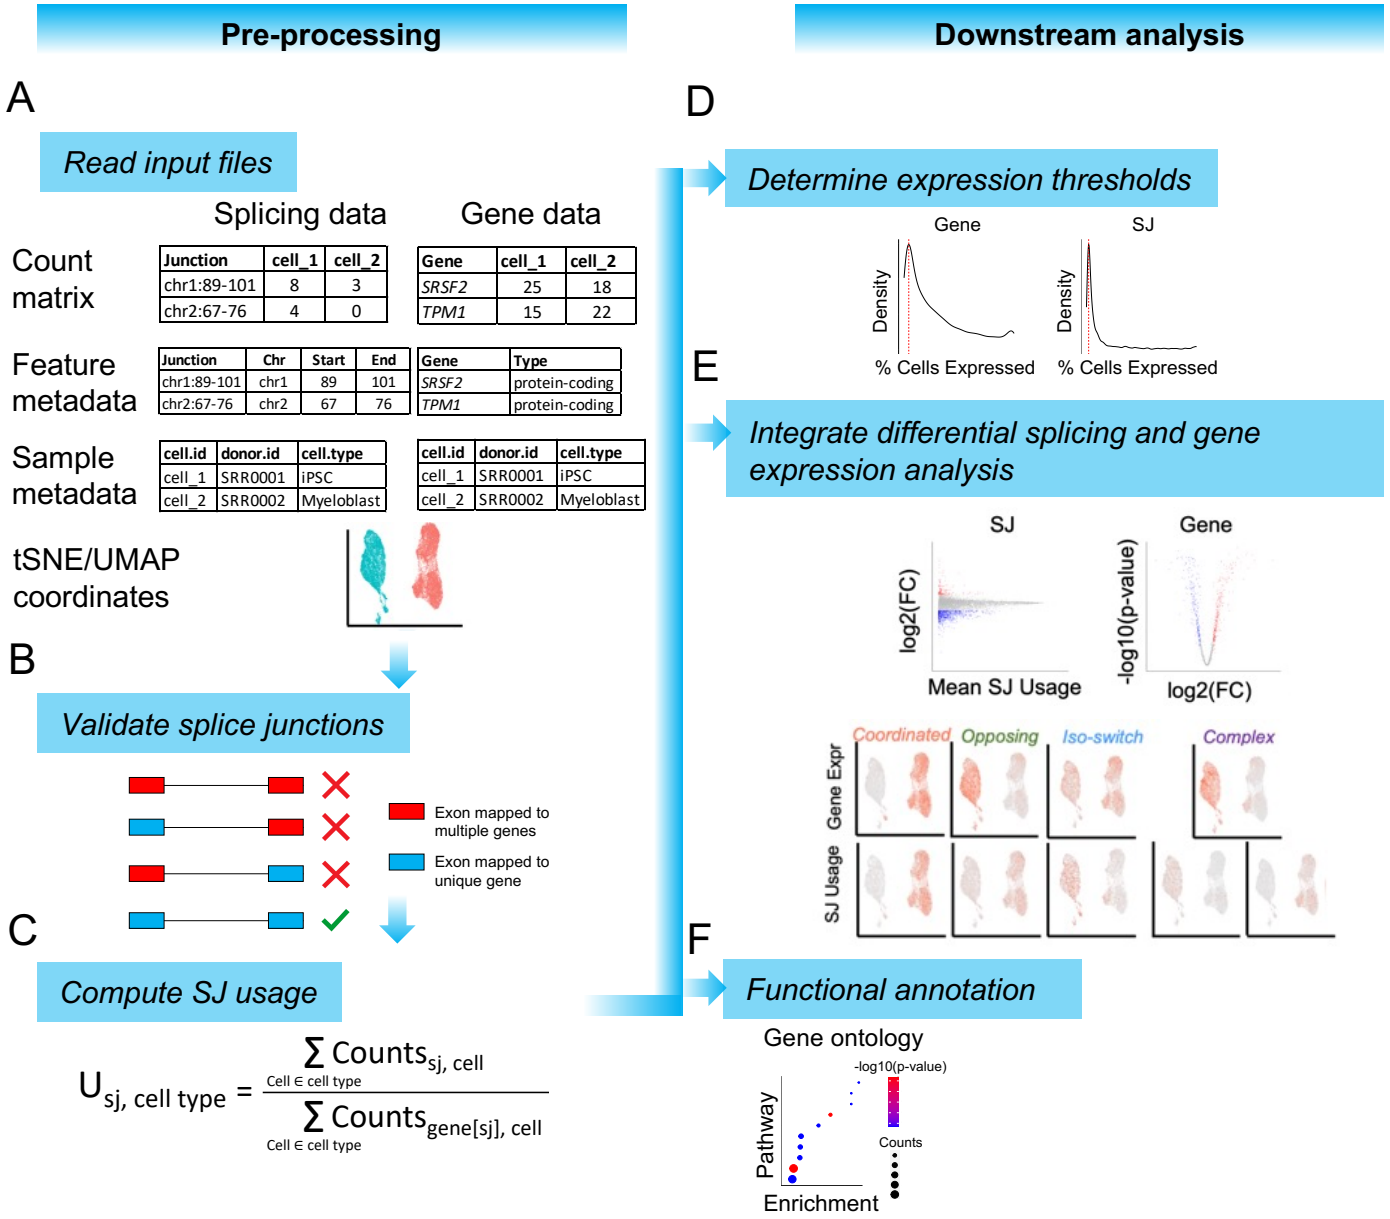 Pre-processing
Downstream analysis
A
Read input files
Splicing data
Gene data
Count
matrix
Junction cell_1 cell_2
chr1:89-101 8 3
chr2:67-76 4 0
Gene cell_1 cell_2
SRSF2 25 18
TPM1 15 22
Feature
metadata
Junction Chr Start End
chr1:89-101 chr1 89 101
chr2:67-76 chr2 67 76
Gene Type
SRSF2 protein-coding
TPM1 protein-coding
Sample
metadata
cell.id donor.id cell.type
cell_1 SRR0001 iPSC
cell_2 SRR0002 Myeloblast
cell.id donor.id cell.type
cell_1 SRR0001 iPSC
cell_2 SRR0002 Myeloblast
tSNE/UMAP
coordinates
B
Validate splice junctions
Exon mapped to
multiple genes
Exon mapped to
unique gene
C
Compute SJ usage
U sj, cell type = Σ Cell ∈ cell type Counts sj, cell
Σ Cell ∈ cell type Counts gene[sj], cell
D
Determine expression thresholds
Gene
Density
% Cells Expressed
SJ
Density
% Cells Expressed
E
Integrate differential splicing and gene
expression analysis
SJ
log2(FC)
Mean SJ Usage
Gene
-log10(p-value)
log2(FC)
Coordinated
Opposing
Iso-switch
Complex
Gene Expr
SJ Usage
F
Functional annotation
Gene ontology
Pathway
Enrichment
-log10(p-value)
Counts